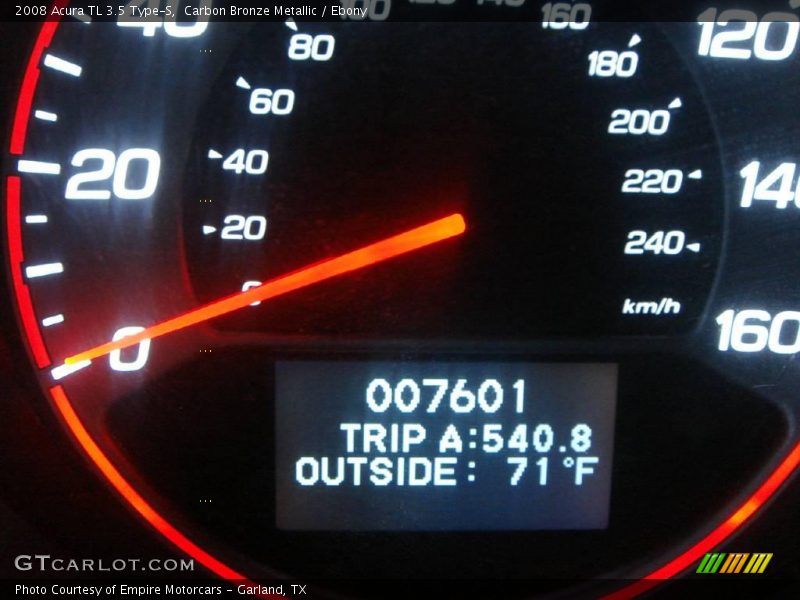 2008 Acura TL 3.5 Type-S, Carbon Bronze Metallic / Ebony
40
160
120
80
180
60
200
20
40
220
140
20
240
0
km/h
0
160
007601
TRIP A:540.8
OUTSIDE: 71°F
GTCARLOT.COM
Photo Courtesy of Empire Motorcars - Garland, TX